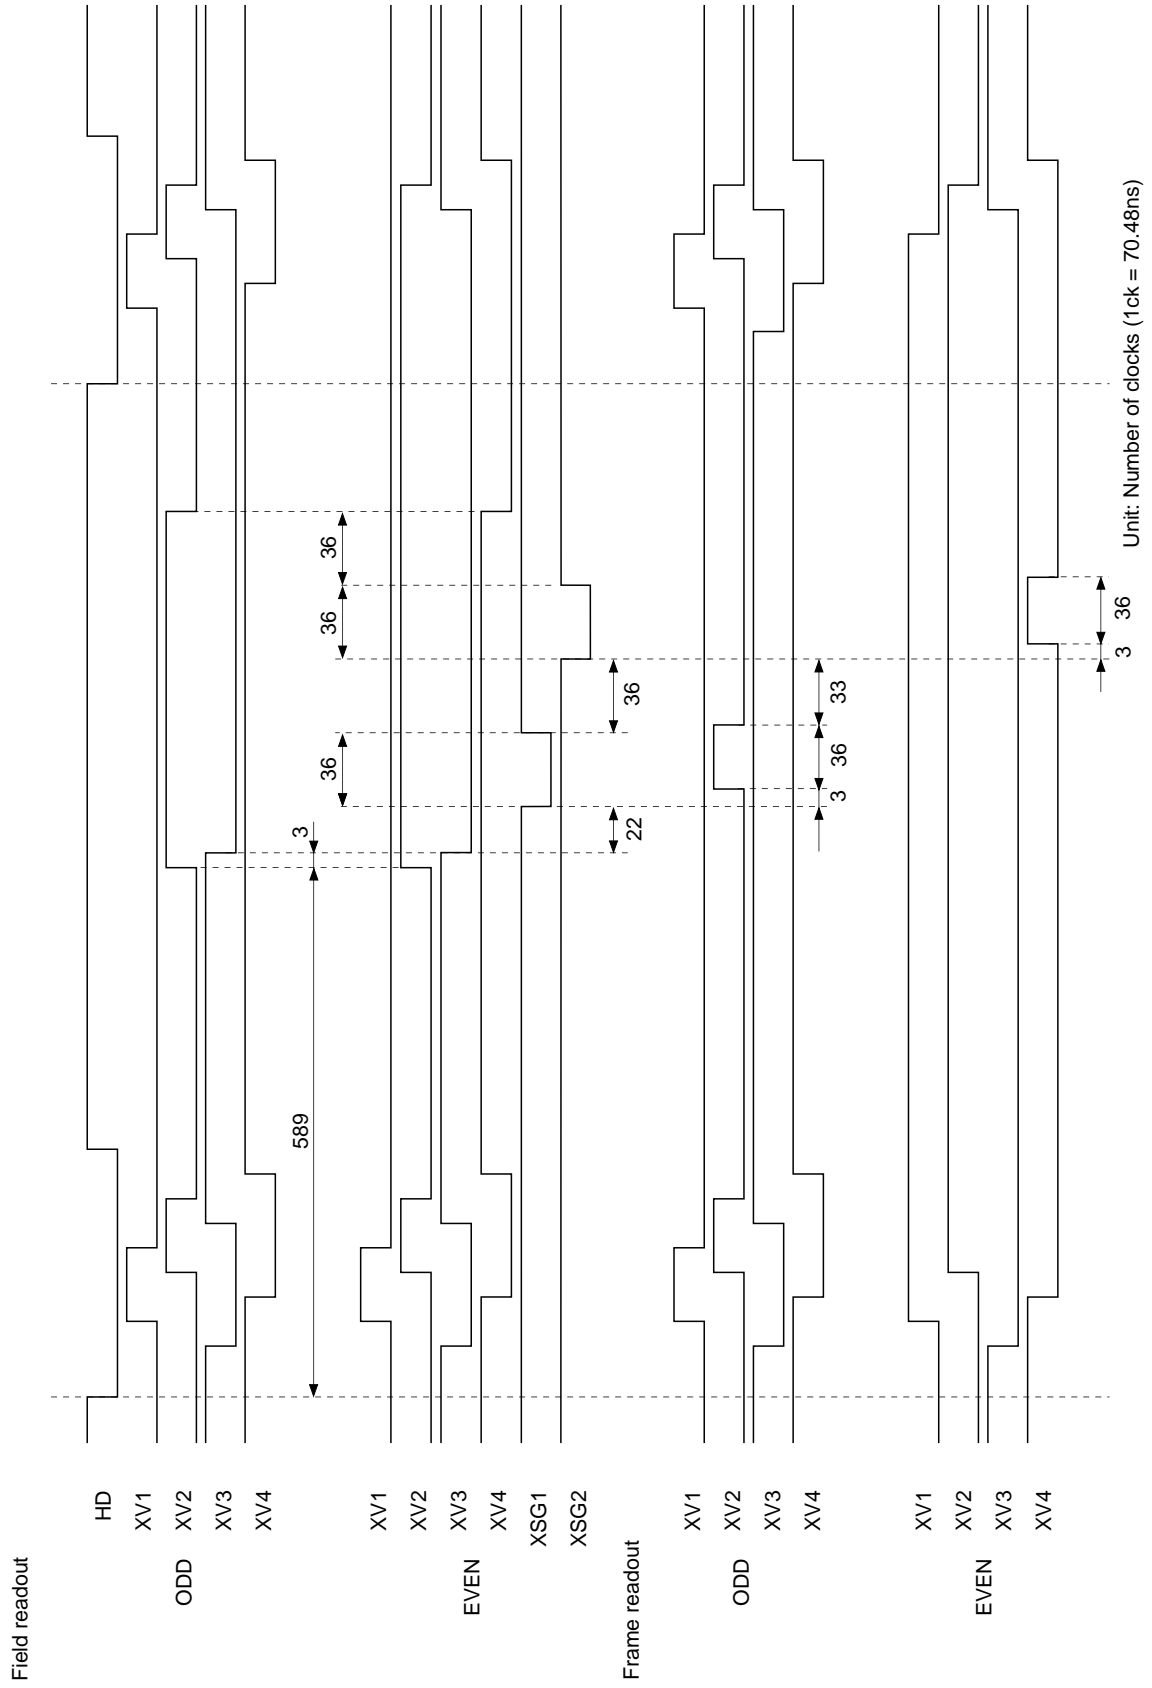 Field readout
HD
XV1
XV2
XV3
XV4
ODD
589
3
36
36
36
XV1
XV2
XV3
XV4
XSG1
XSG2
EVEN
22
36
Frame readout
XV1
XV2
XV3
XV4
ODD
3
36
33
XV1
XV2
XV3
XV4
EVEN
3
36
Unit: Number of clocks (1ck = 70.48ns)